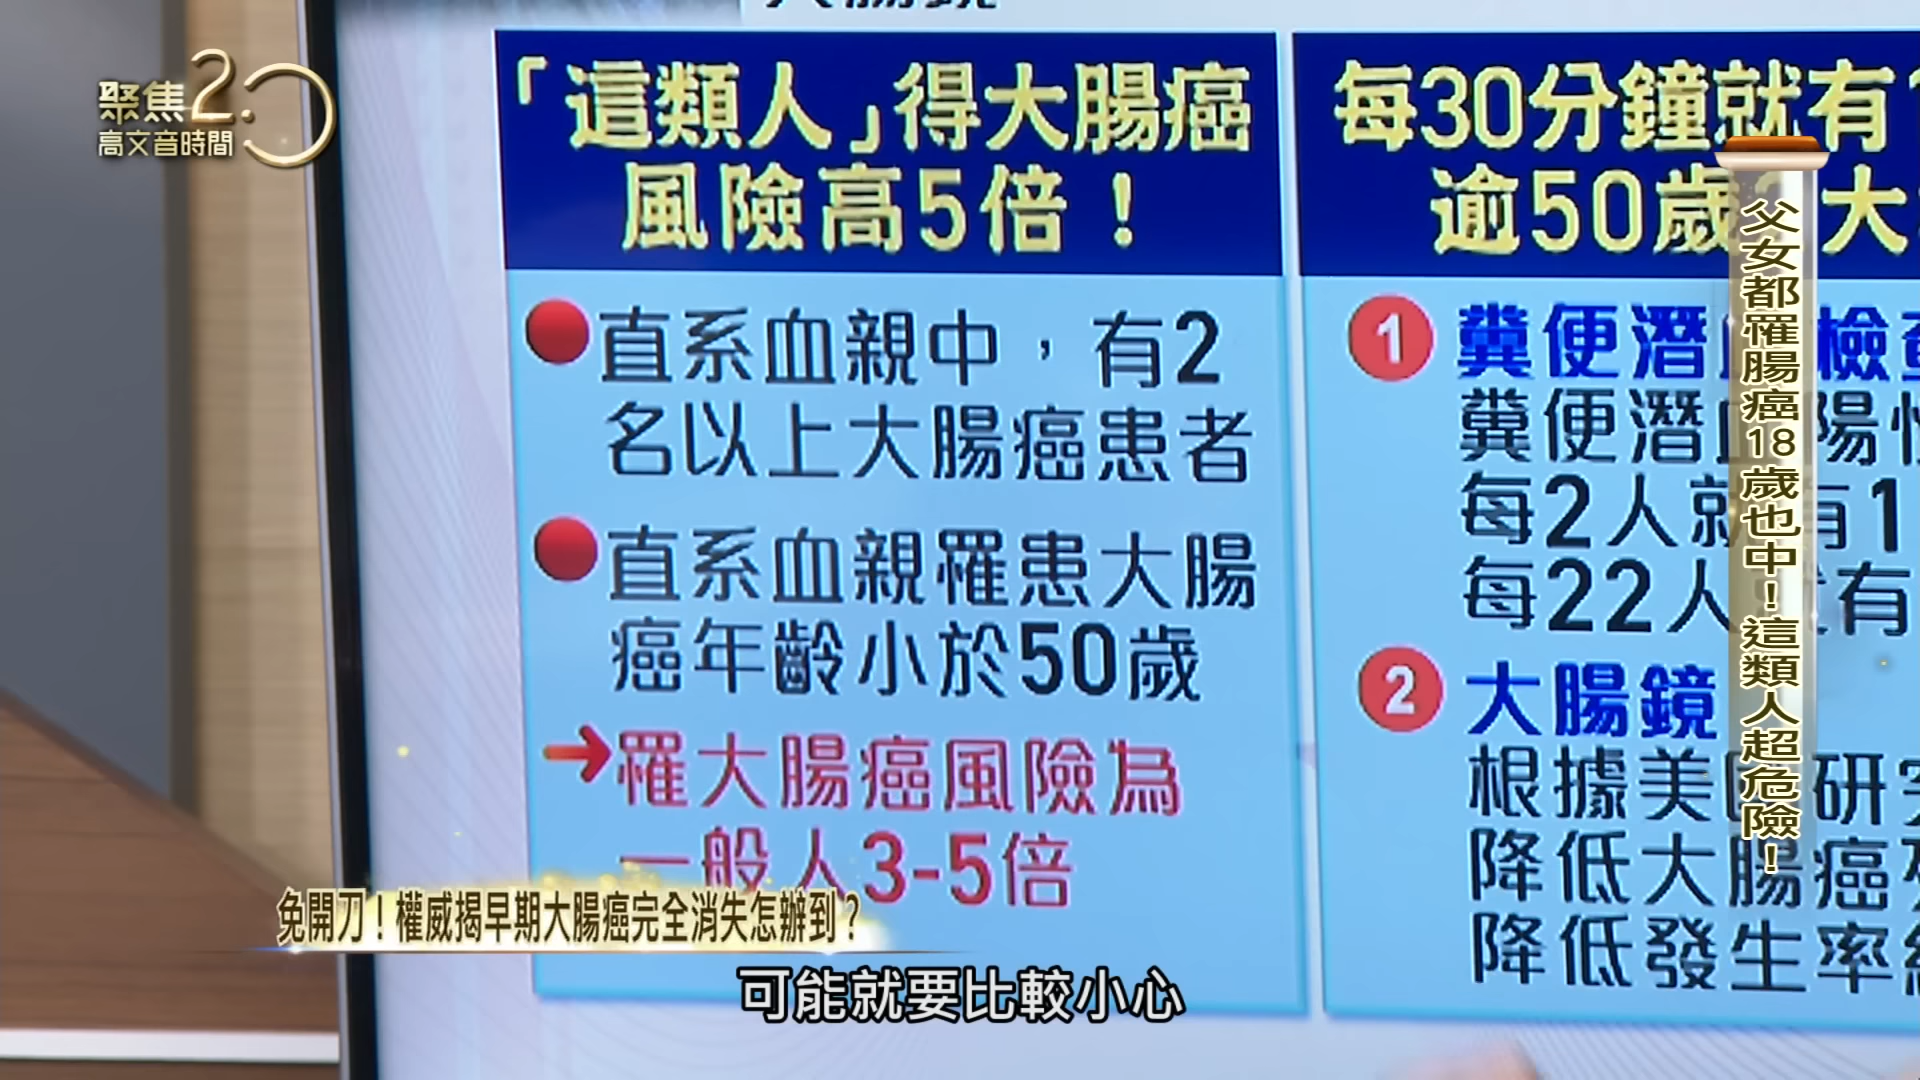 聚焦2.0
高文音時間
「這類人」得大腸癌
風險高5倍！
直系血親中，有2
名以上大腸癌患者
直系血親罹患大腸
癌年齡小於50歲
罹大腸癌風險為
一般人3-5倍
每30分鐘就有
逾50歲 大
1 糞便潛 檢
糞便潛 陽
每2人 有1
每22人 有
2 大腸鏡
根據美 研
降低大腸癌
降低發生率
父女都罹腸癌18歲也中！這類人超危險！
免開刀！權威揭早期大腸癌完全消失怎辦到？
可能就要比較小心